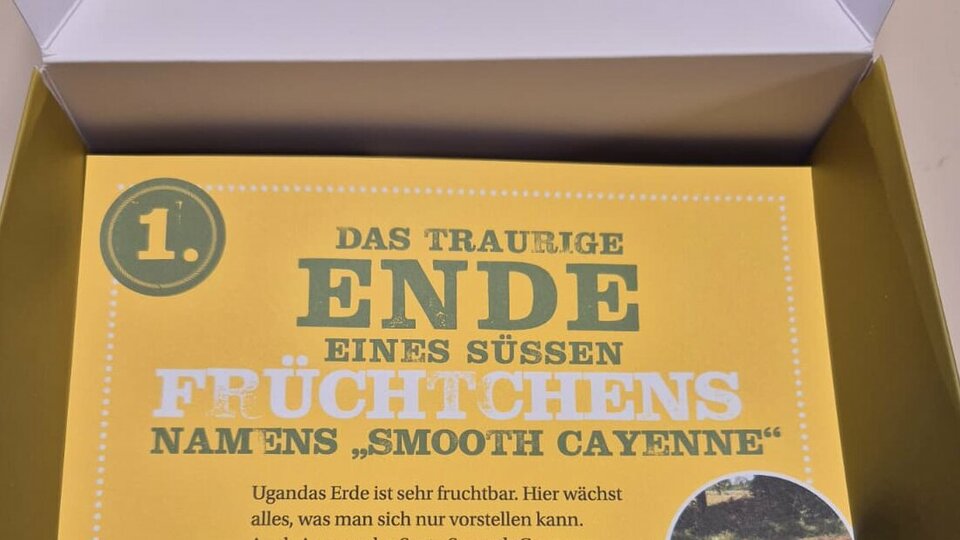 1.
DAS TRAURIGE
ENDE
EINES SÜSSEN
FRÜCHTCHENS
NAMENS „SMOOTH CAYENNE“
Ugandas Erde ist sehr fruchtbar. Hier wächst
alles, was man sich nur vorstellen kann.